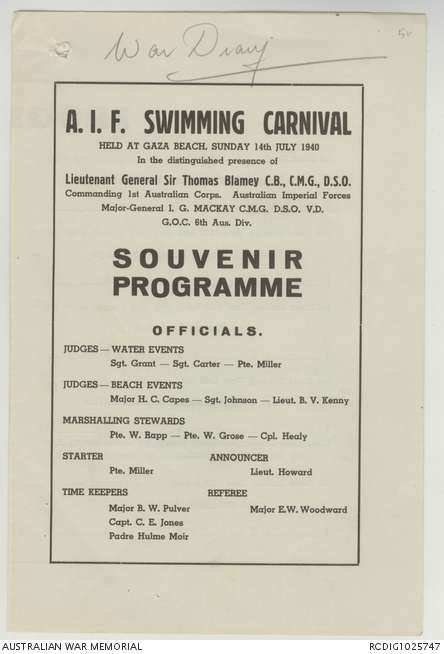 War Diary
50
A. I. F. SWIMMING CARNIVAL
HELD AT GAZA BEACH, SUNDAY 14th JULY 1940
In the distinguished presence of
Lieutenant General Sir Thomas Blamey C.B., C.M.G., D.S.O.
Commanding 1st Australian Corps. Australian Imperial Forces
Major-General I. G. MACKAY C.M.G. D.S.O. V.D.
G.O.C. 6th Aus. Div.
SOUVENIR
PROGRAMME
OFFICIALS.
JUDGES — WATER EVENTS
Sgt. Grant — Sgt. Carter — Pte. Miller
JUDGES — BEACH EVENTS
Major H. C. Capes — Sgt. Johnson — Lieut. B. V. Kenny
MARSHALLING STEWARDS
Pte. W. Rapp — Pte. W. Grose — Cpl. Healy
STARTER ANNOUNCER
Pte. Miller Lieut. Howard
TIME KEEPERS REFEREE
Major B. W. Pulver Major E.W. Woodward
Capt. C. E. Jones
Padre Hulme Moir
AUSTRALIAN WAR MEMORIAL RCDIG1025747